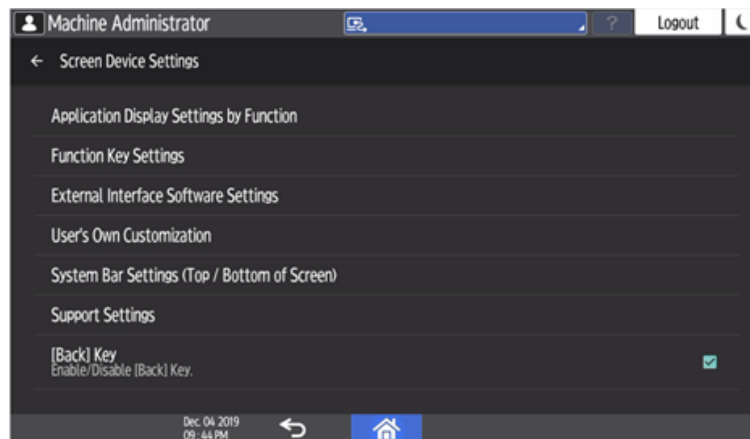 Machine Administrator
?
Logout
← Screen Device Settings
Application Display Settings by Function
Function Key Settings
External Interface Software Settings
User's Own Customization
System Bar Settings (Top / Bottom of Screen)
Support Settings
[Back] Key
Enable/Disable [Back] Key.
Dec. 04 2019
09:44 PM